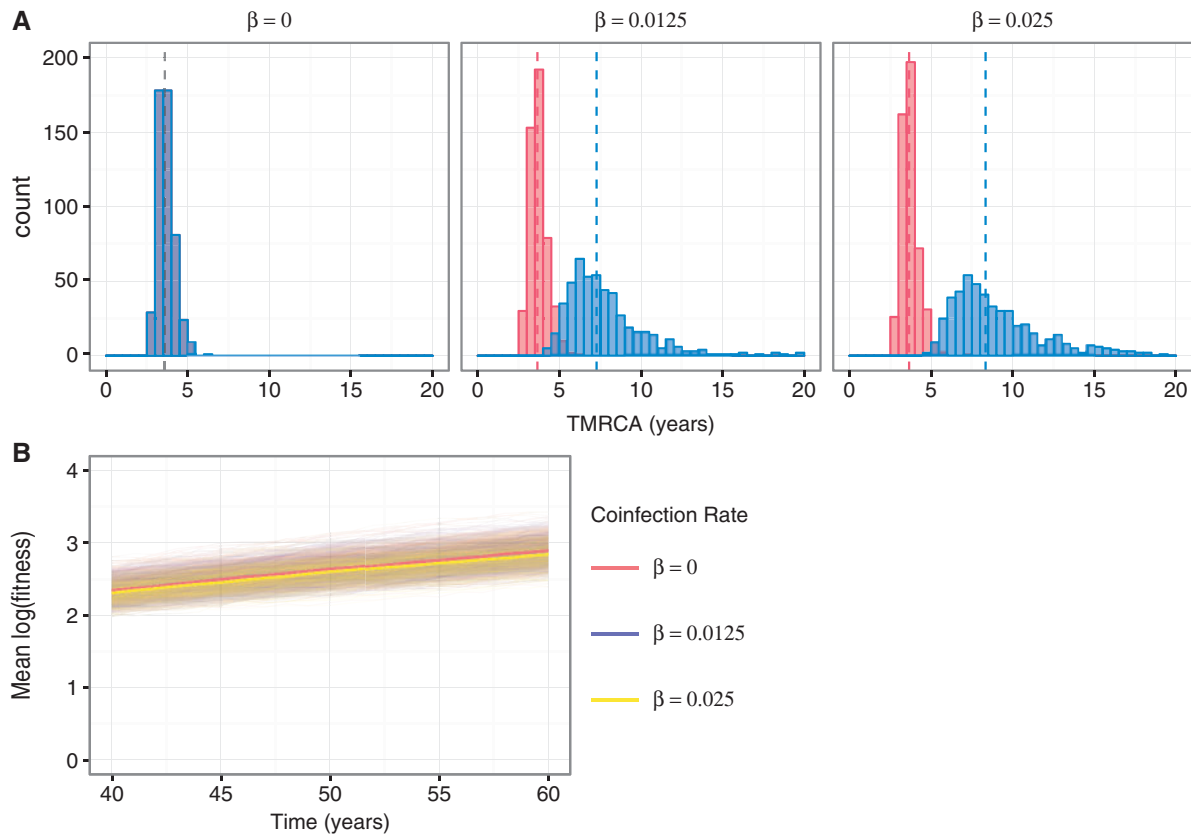 A
β = 0
β = 0.0125
β = 0.025
200
150
100
50
0
count
0 5 10 15 20
0 5 10 15 20
0 5 10 15 20
TMRCA (years)
B
4
3
2
1
0
Mean log(fitness)
40 45 50 55 60
Time (years)
Coinfection Rate
β = 0
β = 0.0125
β = 0.025